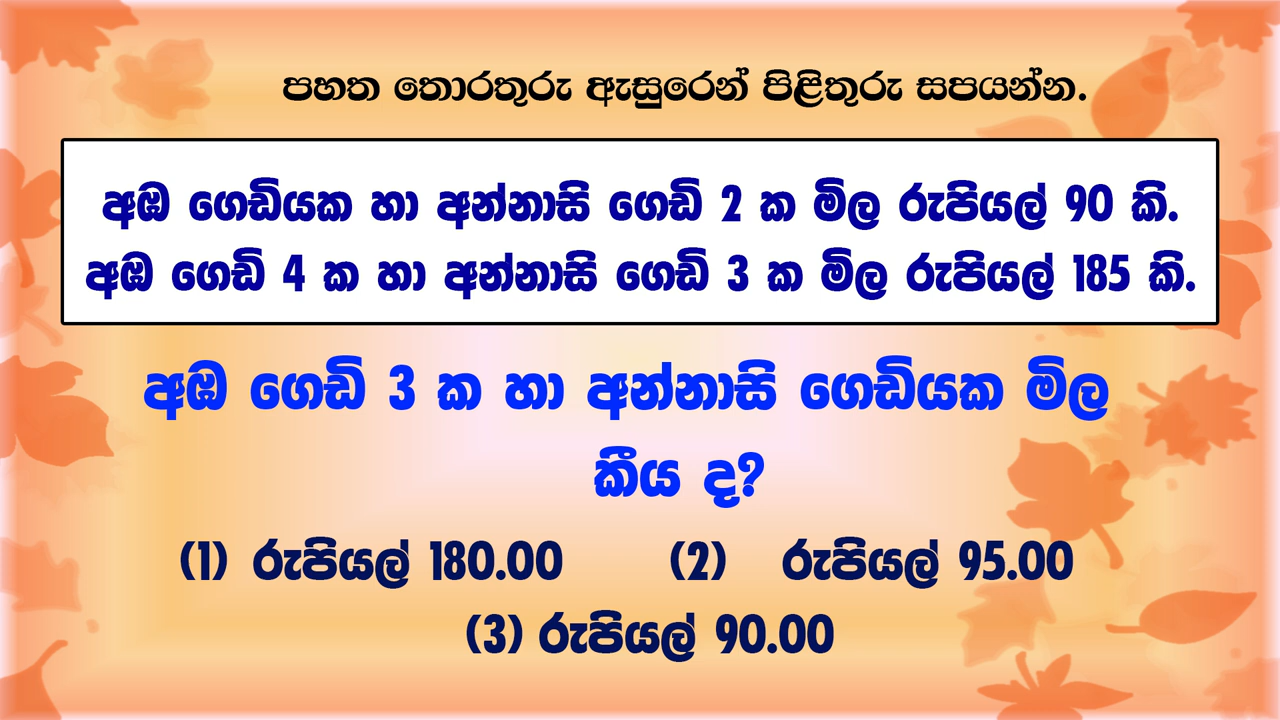 පහත තොරතුරු ඇසුරෙන් පිළිතුරු සපයන්න.
අඹ ගෙඩියක හා අන්නාසි ගෙඩි 2 ක මිල රුපියල් 90 කි.
අඹ ගෙඩි 4 ක හා අන්නාසි ගෙඩි 3 ක මිල රුපියල් 185 කි.
අඹ ගෙඩි 3 ක හා අන්නාසි ගෙඩියක මිල
කීය ද?
(1) රුපියල් 180.00 (2) රුපියල් 95.00
(3) රුපියල් 90.00